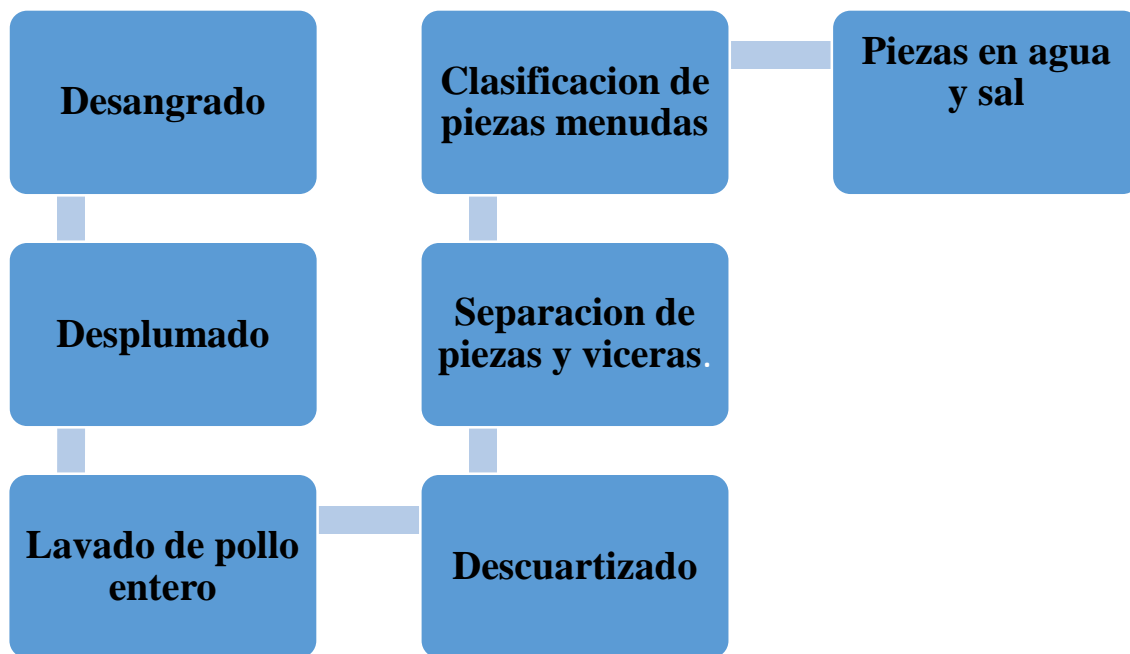 Desangrado
Desplumado
Lavado de pollo
entero
Descuartizado
Separacion de
piezas y viceras.
Clasificacion de
piezas menudas
Piezas en agua
y sal